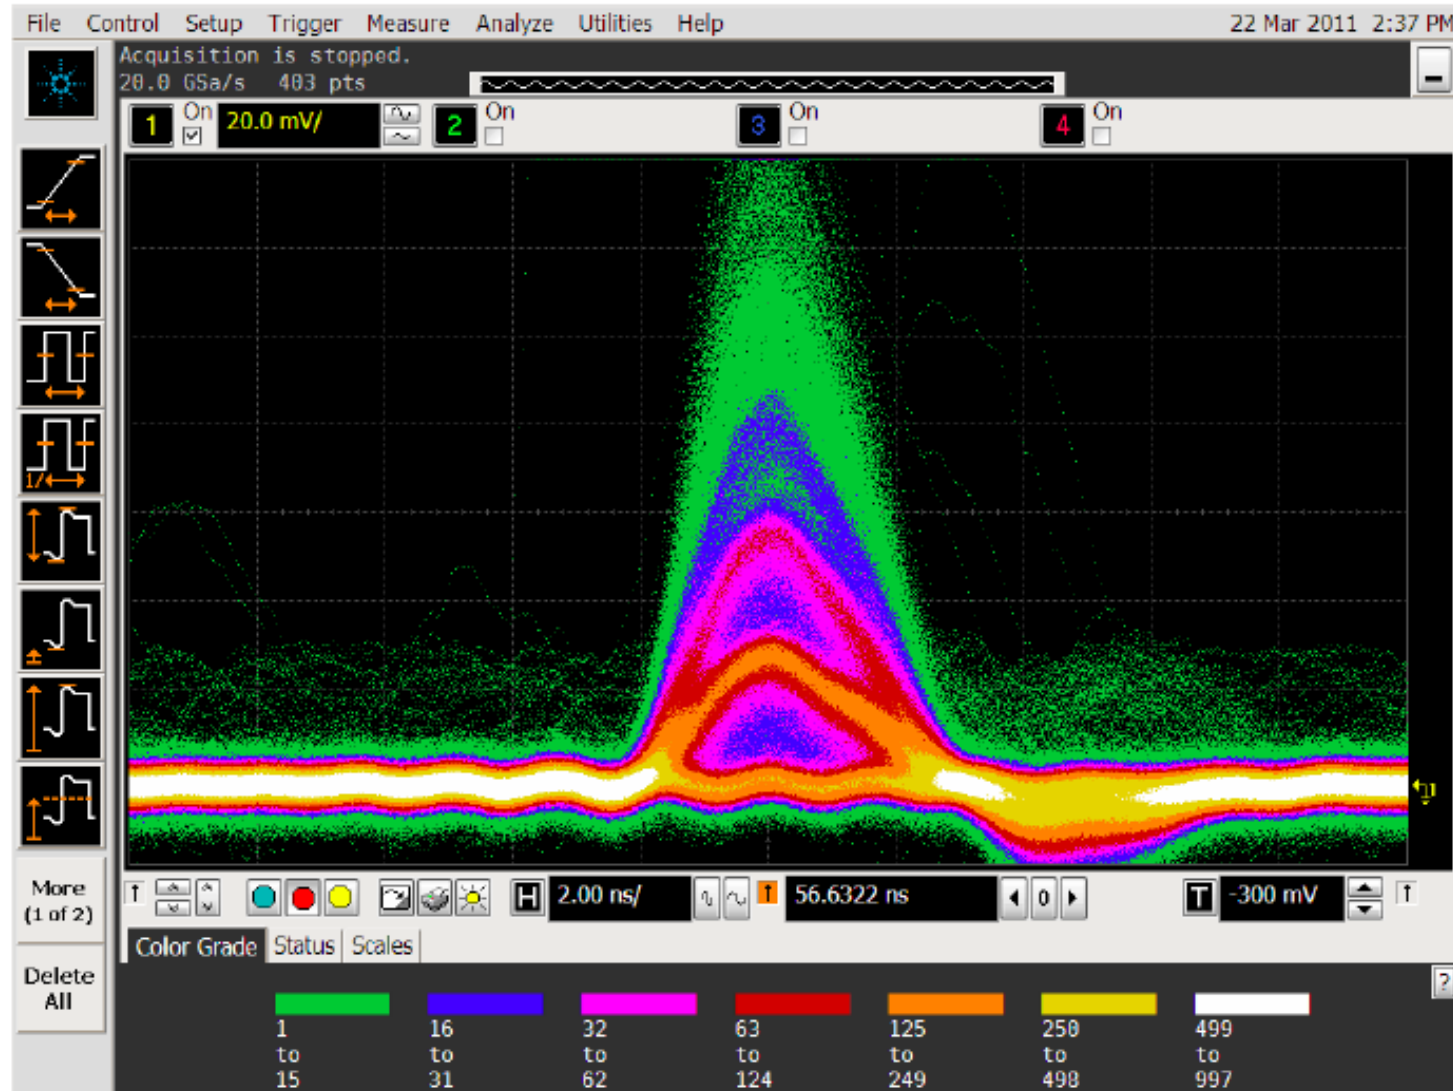 File Control Setup Trigger Measure Analyze Utilities Help 22 Mar 2011 2:37 PM
Acquisition is stopped.
20.0 GSa/s 403 pts
1 On 20.0 mV/ 2 On 3 On 4 On
1/
1
More
(1 of 2)
H 2.00 ns/ 56.6322 ns 0 T -300 mV
Delete
All
Color Grade Status Scales
?
1 16 32 63 125 250 499
to to to to to to to
15 31 62 124 249 498 997